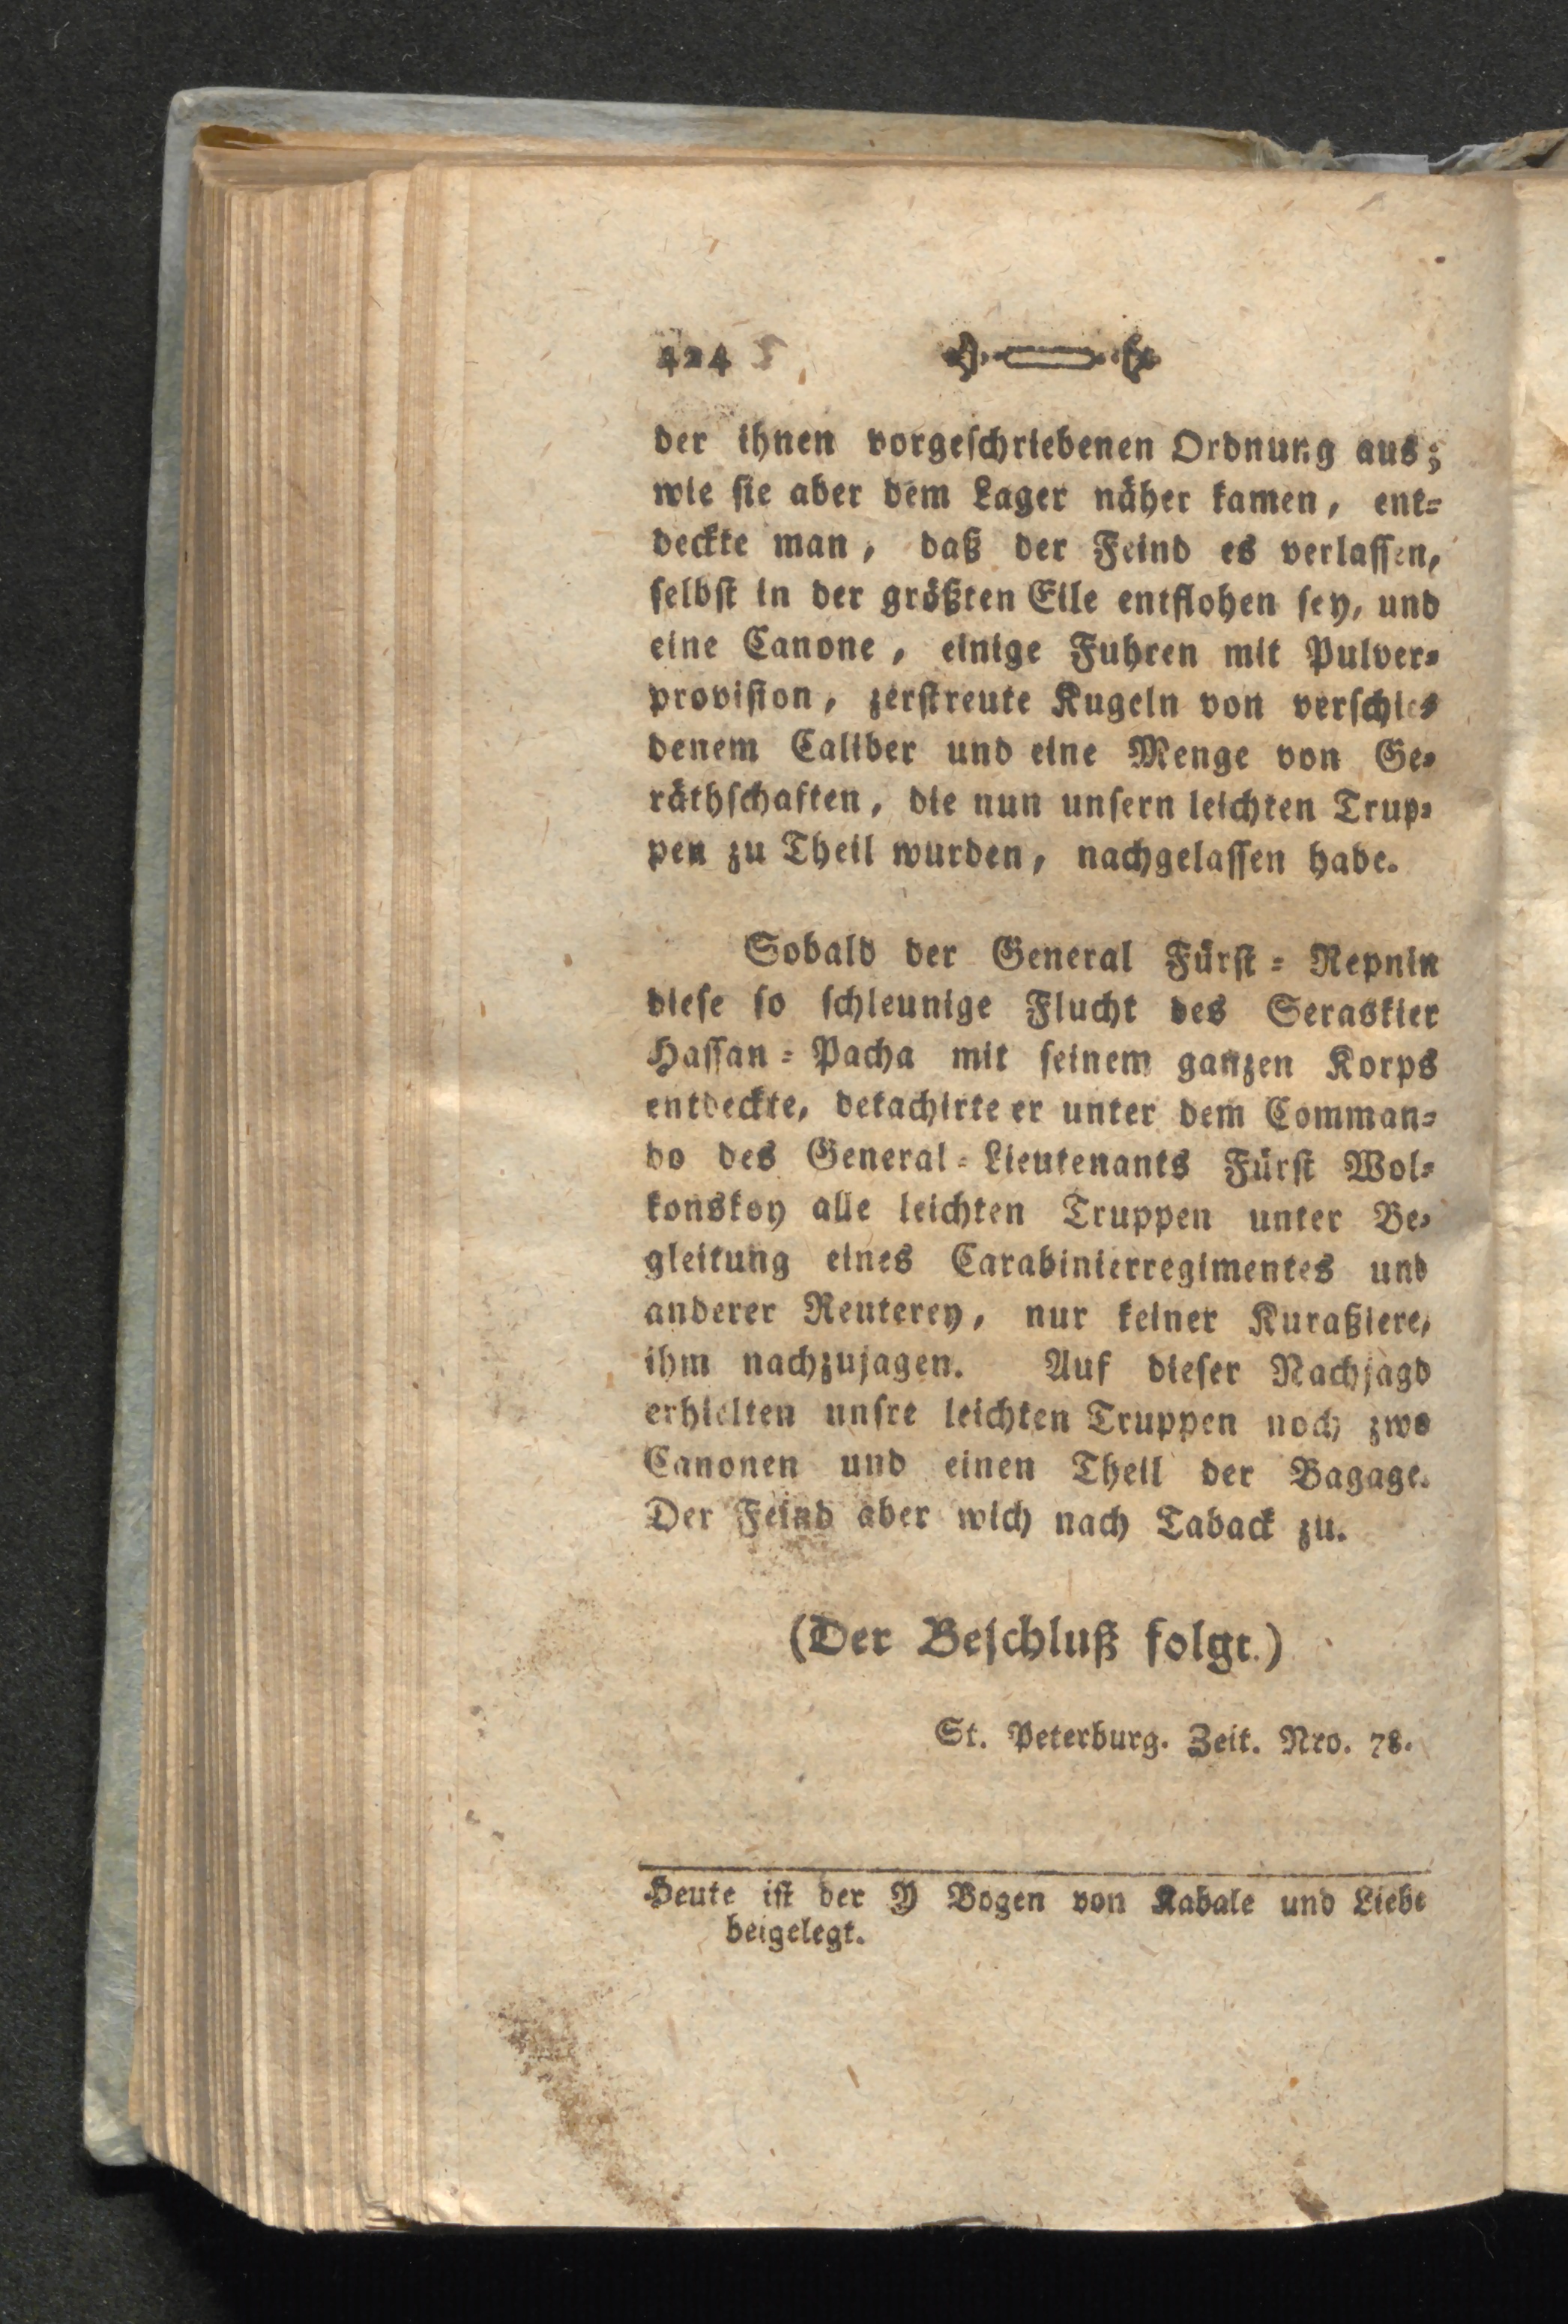 424
der ihnen vorgeschriebenen Ordnung aus;
wie sie aber dem Lager näher kamen, ent-
deckte man, daß der Feind es verlassen,
selbst in der größten Eile entflohen sey, und
eine Canone, einige Fuhren mit Pulver-
provision, zerstreute Kugeln von verschie-
denem Caliber und eine Menge von Ge-
räthschaften, die nun unsern leichten Trup-
pen zu Theil wurden, nachgelassen habe.
Sobald der General Fürst-Repnin
diese so schleunige Flucht des Seraskier
Hassan-Pacha mit seinem ganzen Korps
entdeckte, detachirte er unter dem Comman-
do des General-Lieutenants Fürst Wol-
konskoy alle leichten Truppen unter Be-
gleitung eines Carabinierregimentes und
anderer Reuterey, nur keiner Kuraßiere,
ihm nachzujagen. Auf dieser Nachjagd
erhielten unsre leichten Truppen noch zwo
Canonen und einen Theil der Bagage.
Der Feind aber wich nach Taback zu.
(Der Beschluß folgt.)
St. Peterburg. Zeit. Nro. 78.
Heute ist der Y Bogen von Kabale und Liebe
beigelegt.